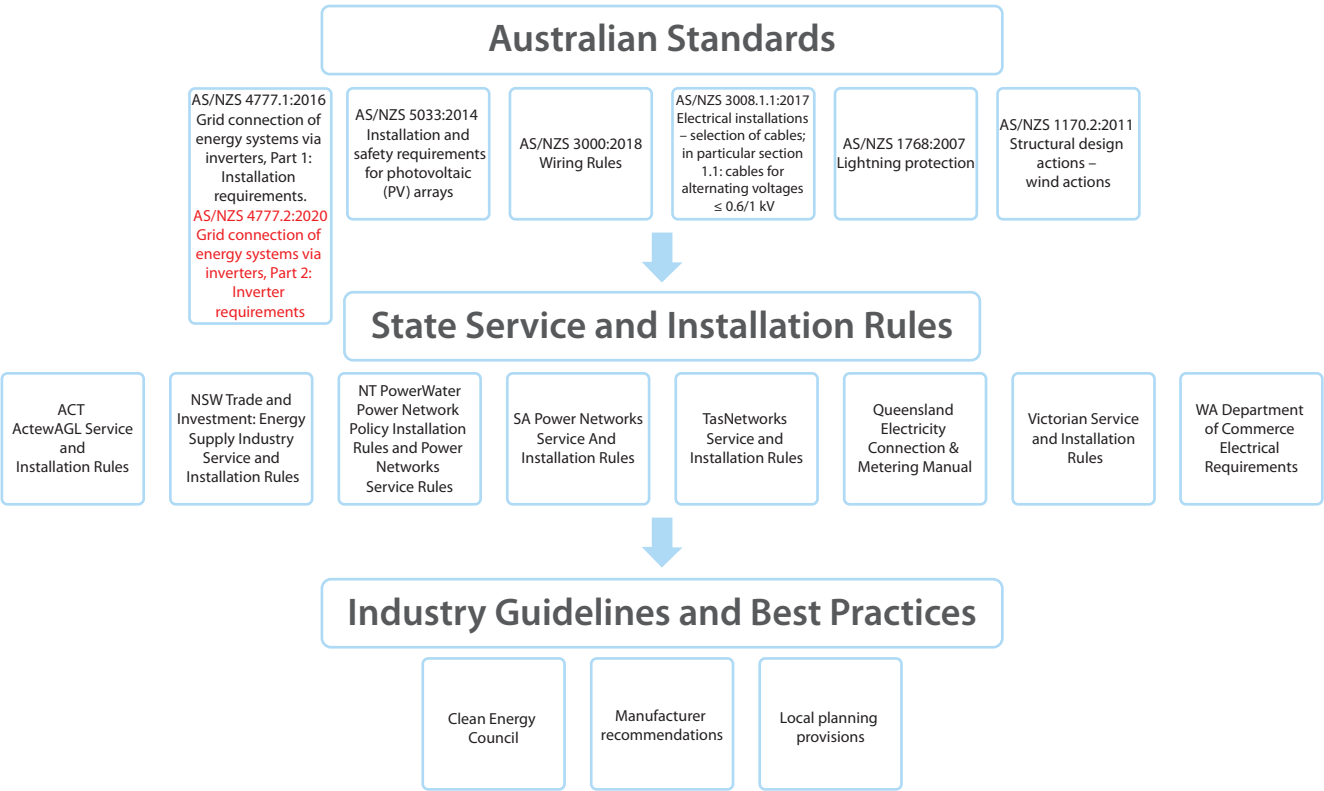 Australian Standards
AS/NZS 4777.1:2016
Grid connection of
energy systems via
inverters, Part 1:
Installation
requirements.
AS/NZS 4777.2:2020
Grid connection of
energy systems via
inverters, Part 2:
Inverter
requirements
AS/NZS 5033:2014
Installation and
safety requirements
for photovoltaic
(PV) arrays
AS/NZS 3000:2018
Wiring Rules
AS/NZS 3008.1.1:2017
Electrical installations
– selection of cables;
in particular section
1.1: cables for
alternating voltages
≤ 0.6/1 kV
AS/NZS 1768:2007
Lightning protection
AS/NZS 1170.2:2011
Structural design
actions –
wind actions
State Service and Installation Rules
ACT
ActewAGL Service
and
Installation Rules
NSW Trade and
Investment: Energy
Supply Industry
Service and
Installation Rules
NT PowerWater
Power Network
Policy Installation
Rules and Power
Networks
Service Rules
SA Power Networks
Service And
Installation Rules
TasNetworks
Service and
Installation Rules
Queensland
Electricity
Connection &
Metering Manual
Victorian Service
and Installation
Rules
WA Department
of Commerce
Electrical
Requirements
Industry Guidelines and Best Practices
Clean Energy
Council
Manufacturer
recommendations
Local planning
provisions